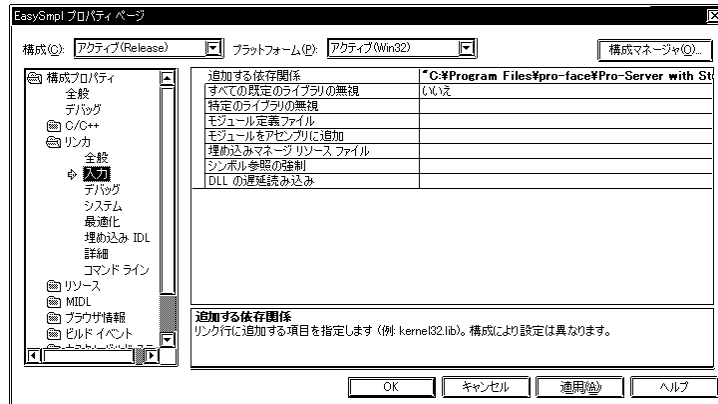 EasySmpl プロパティ ページ
構成(C): アクティブ(Release) プラットフォーム(P): アクティブ(Win32) 構成マネージャ(O)...
構成プロパティ
全般
デバッグ
C/C++
リンカ
全般
入力
デバッグ
システム
最適化
埋め込み IDL
詳細
コマンド ライン
リソース
MIDL
ブラウザ情報
ビルド イベント
追加する依存関係 "C:¥Program Files¥pro-face¥Pro-Server with St
すべての既定のライブラリの無視 いいえ
特定のライブラリの無視
モジュール定義ファイル
モジュールをアセンブリに追加
埋め込みマネージ リソース ファイル
シンボル参照の強制
DLL の遅延読み込み
追加する依存関係
リンク行に追加する項目を指定します (例: kernel32.lib)。構成により設定は異なります。
OK キャンセル 適用(A) ヘルプ